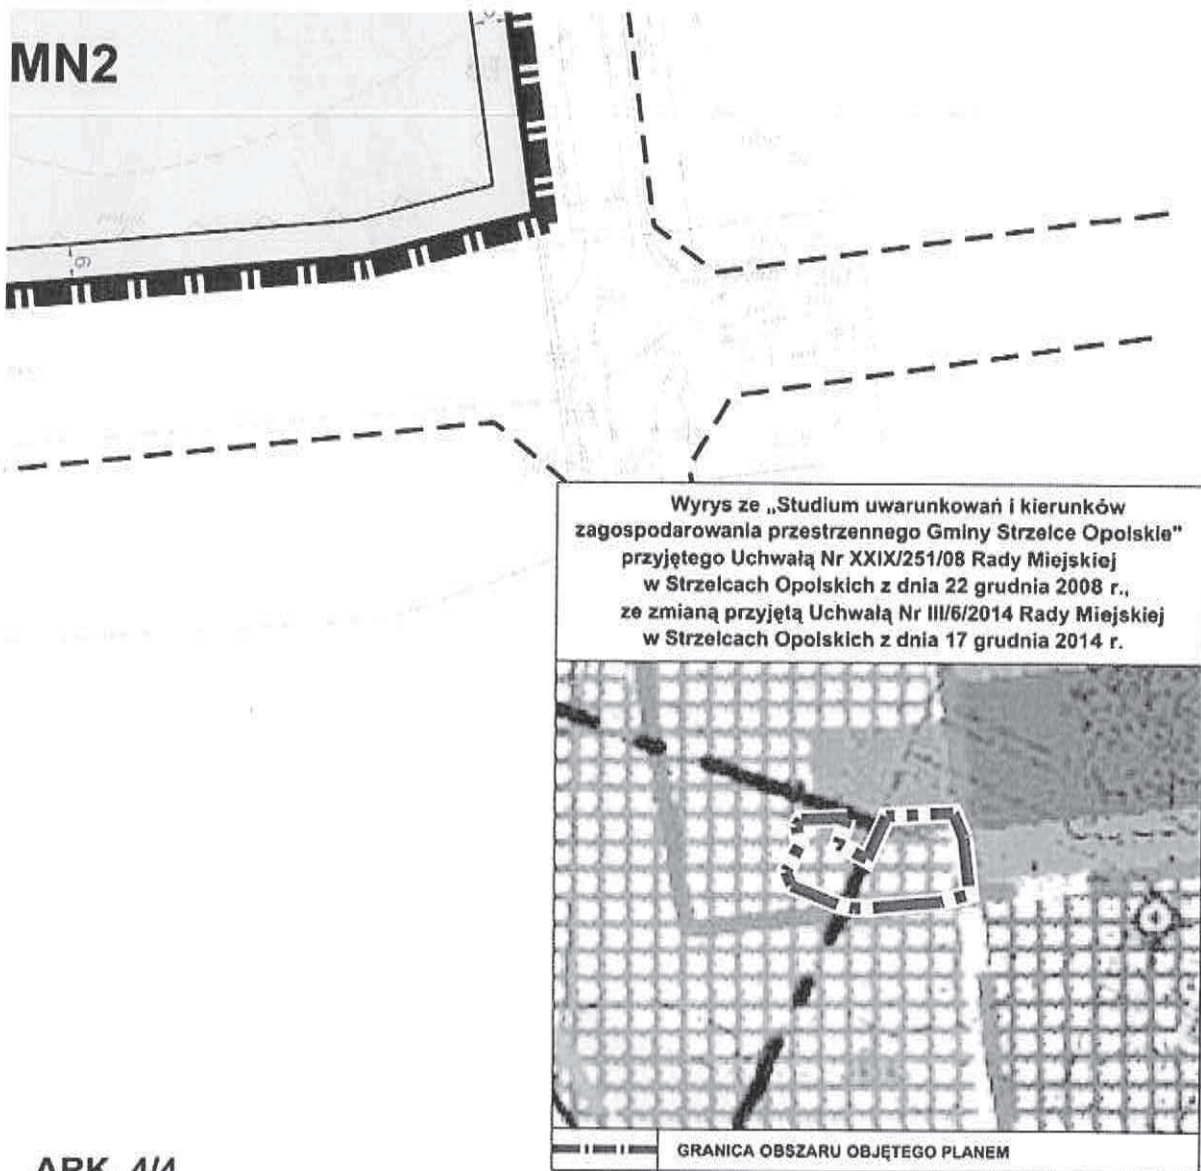 MN2
6
Wyrys ze „Studium uwarunkowań i kierunków
zagospodarowania przestrzennego Gminy Strzelce Opolskie"
przyjętego Uchwałą Nr XXIX/251/08 Rady Miejskiej
w Strzelcach Opolskich z dnia 22 grudnia 2008 r.,
ze zmianą przyjętą Uchwałą Nr III/6/2014 Rady Miejskiej
w Strzelcach Opolskich z dnia 17 grudnia 2014 r.
GRANICA OBSZARU OBJĘTEGO PLANEM
ARK. 4/4